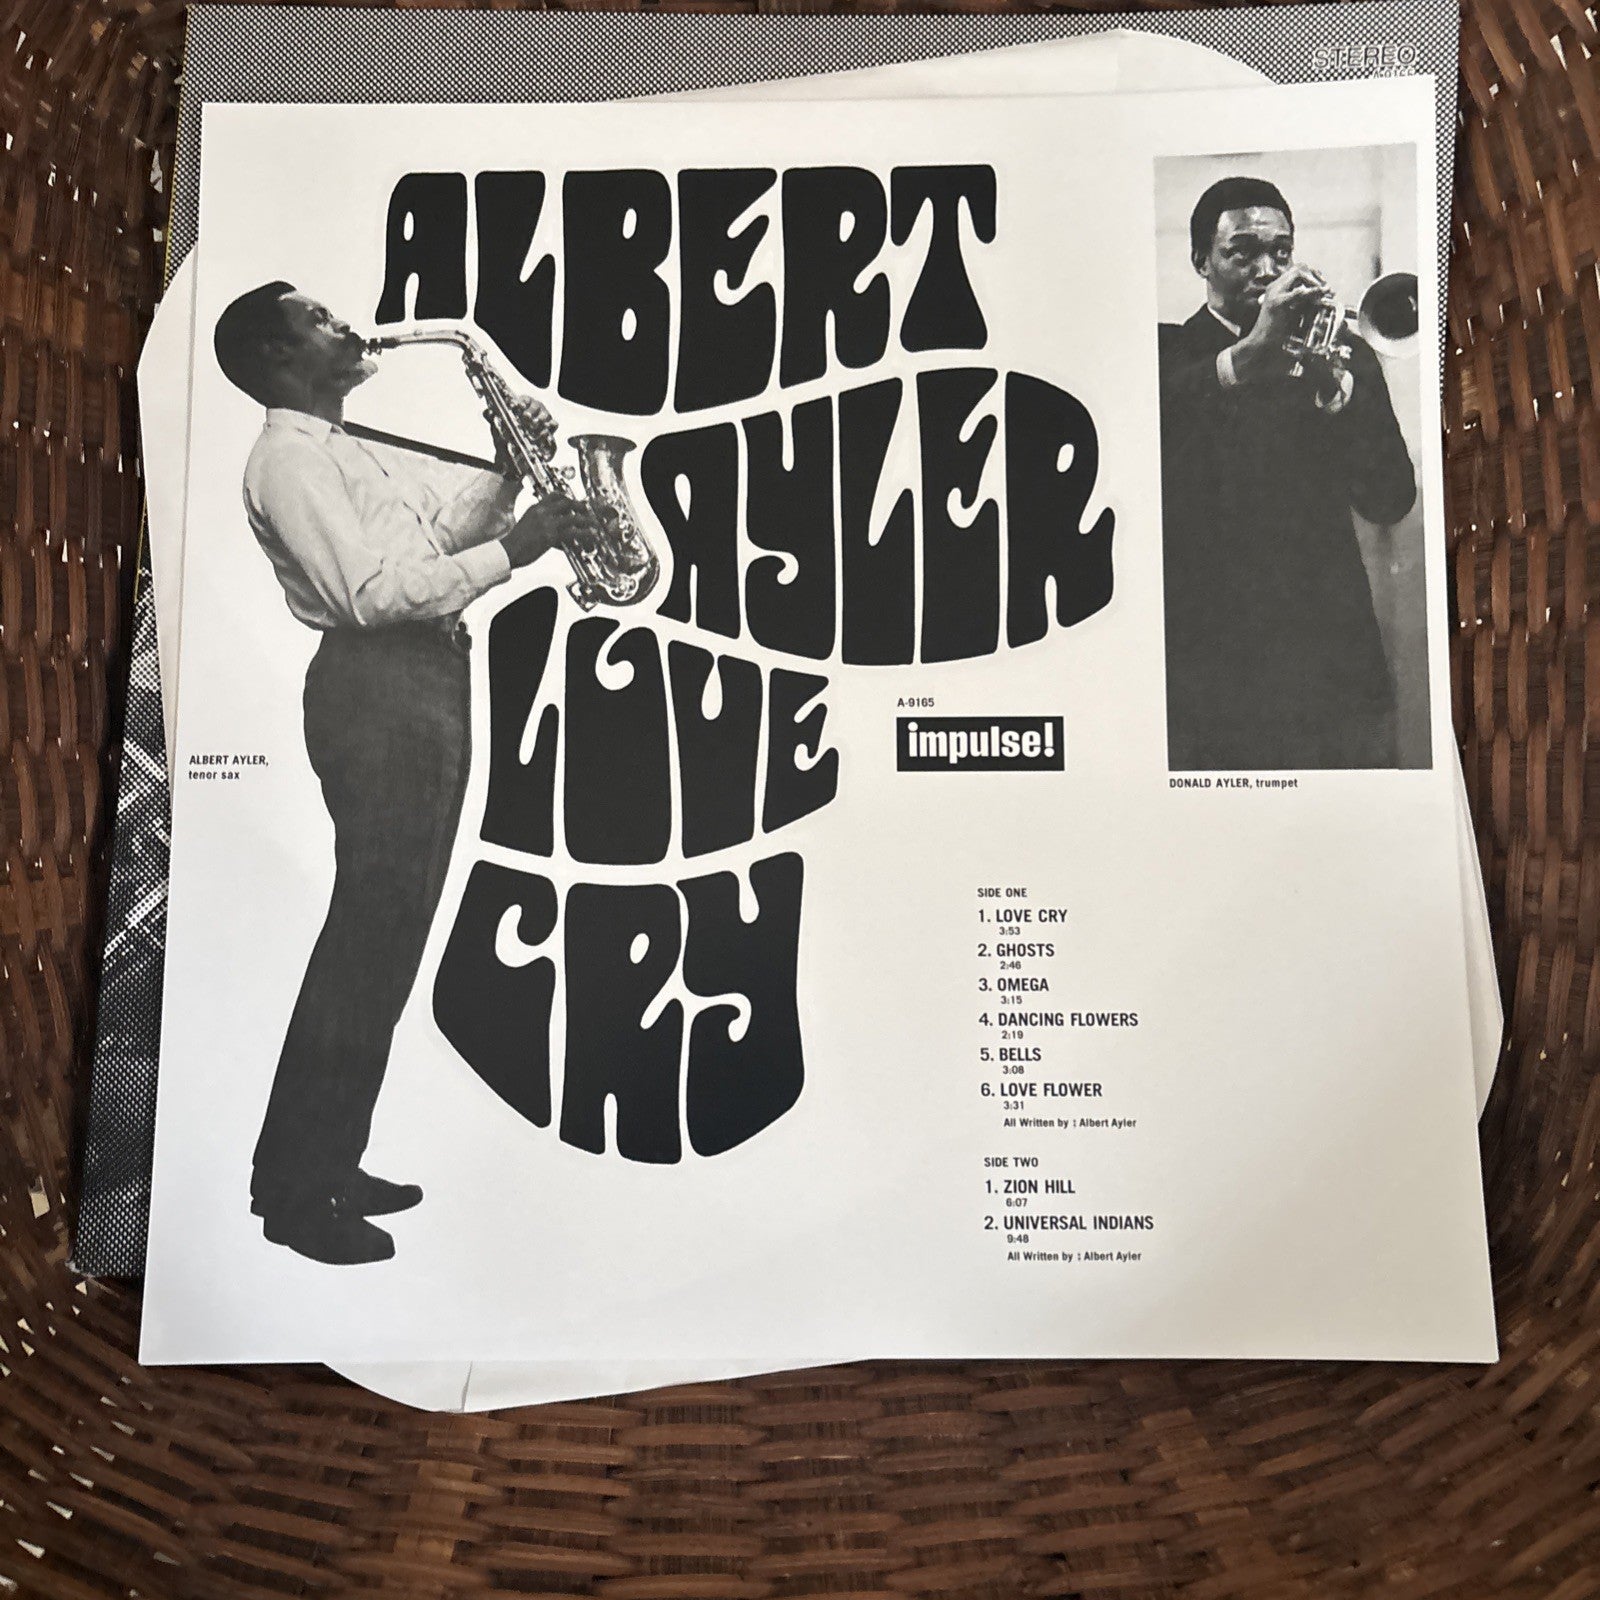 STEREO
ALBERT
AYLER
LOVE
CRY
ALBERT AYLER,
tenor sax
A-9165
impulse!
DONALD AYLER, trumpet
SIDE ONE
1. LOVE CRY
3:53
2. GHOSTS
2:46
3. OMEGA
3:15
4. DANCING FLOWERS
2:19
5. BELLS
3:08
6. LOVE FLOWER
3:31
All Written by : Albert Ayler
SIDE TWO
1. ZION HILL
6:07
2. UNIVERSAL INDIANS
9:48
All Written by : Albert Ayler